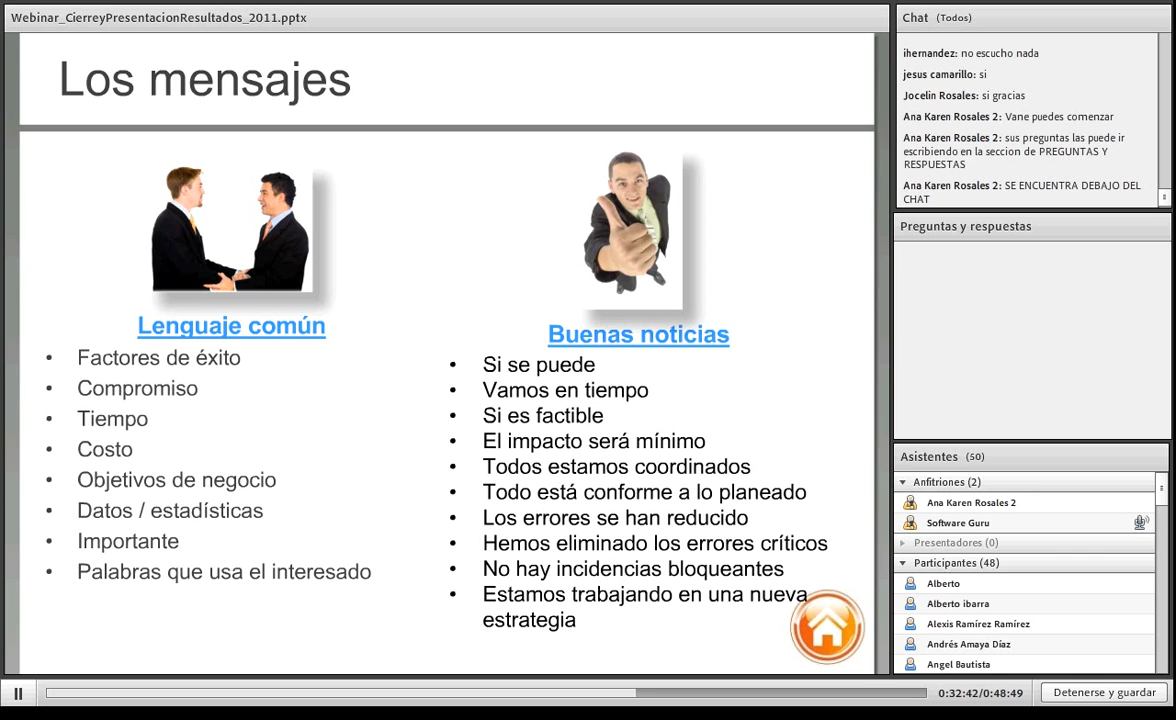 Webinar_CierreyPresentacionResultados_2011.pptx
Los mensajes
Lenguaje común
• Factores de éxito
• Compromiso
• Tiempo
• Costo
• Objetivos de negocio
• Datos / estadísticas
• Importante
• Palabras que usa el interesado
Buenas noticias
• Si se puede
• Vamos en tiempo
• Si es factible
• El impacto será mínimo
• Todos estamos coordinados
• Todo está conforme a lo planeado
• Los errores se han reducido
• Hemos eliminado los errores críticos
• No hay incidencias bloqueantes
• Estamos trabajando en una nueva
estrategia
Chat (Todos)
ihernandez: no escucho nada
jesus camarillo: si
Jocelin Rosales: si gracias
Ana Karen Rosales 2: Vane puedes comenzar
Ana Karen Rosales 2: sus preguntas las puede ir
escribiendo en la seccion de PREGUNTAS Y
RESPUESTAS
Ana Karen Rosales 2: SE ENCUENTRA DEBAJO DEL
CHAT
Preguntas y respuestas
Asistentes (50)
Anfitriones (2)
Ana Karen Rosales 2
Software Guru
Presentadores (0)
Participantes (48)
Alberto
Alberto ibarra
Alexis Ramírez Ramírez
Andrés Amaya Díaz
Angel Bautista
0:32:42/0:48:49
Detenerse y guardar